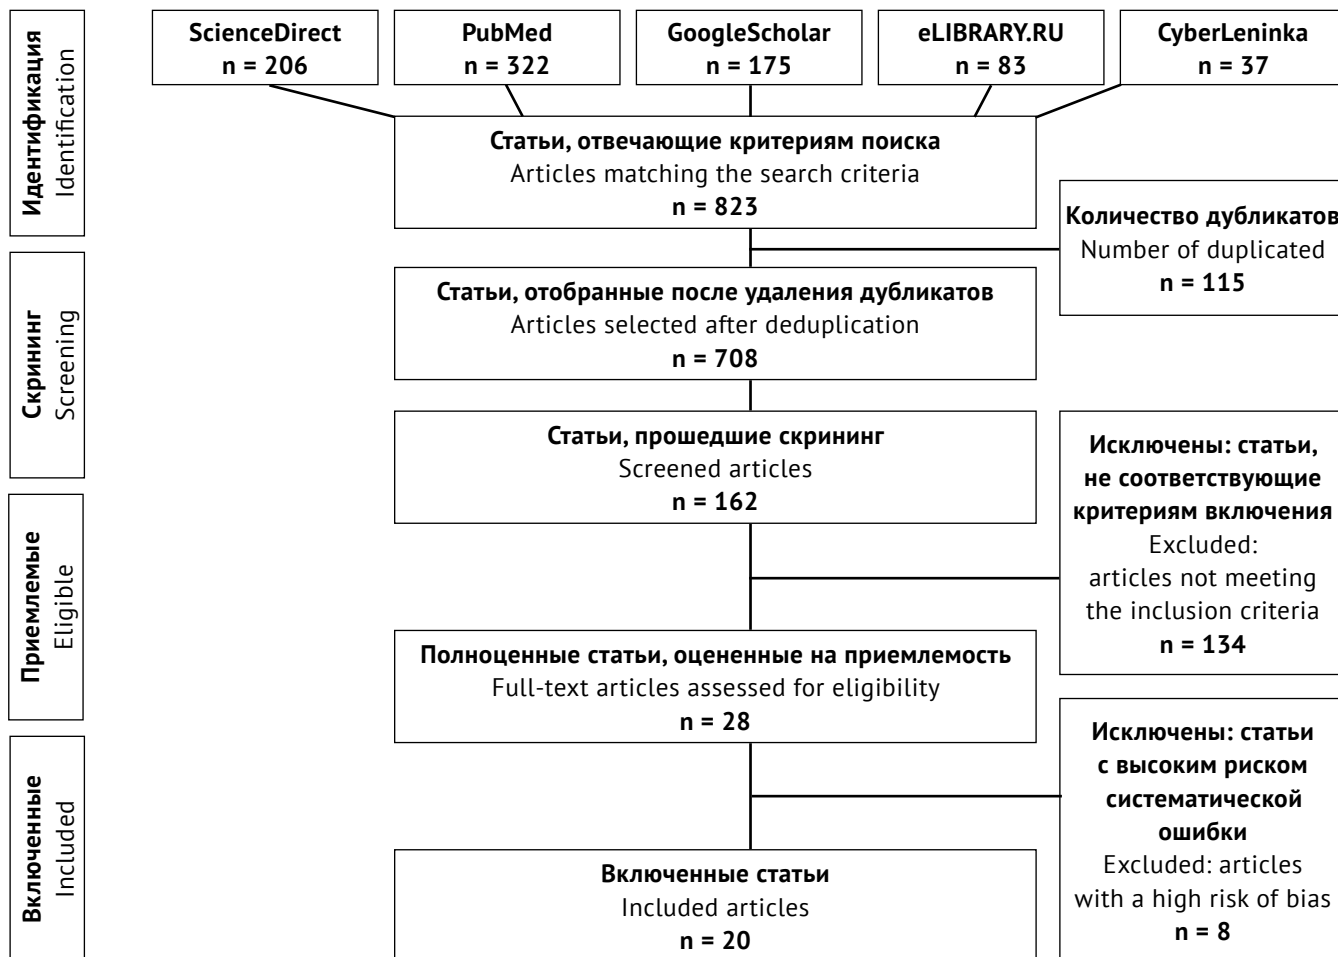 Идентификация
Identification
ScienceDirect
n = 206
PubMed
n = 322
GoogleScholar
n = 175
eLIBRARY.RU
n = 83
CyberLeninka
n = 37
Статьи, отвечающие критериям поиска
Articles matching the search criteria
n = 823
Количество дубликатов
Number of duplicated
n = 115
Скрининг
Screening
Статьи, отобранные после удаления дубликатов
Articles selected after deduplication
n = 708
Статьи, прошедшие скрининг
Screened articles
n = 162
Исключены: статьи,
не соответствующие
критериям включения
Excluded:
articles not meeting
the inclusion criteria
n = 134
Приемлемые
Eligible
Полноценные статьи, оцененные на приемлемость
Full-text articles assessed for eligibility
n = 28
Исключены: статьи
с высоким риском
систематической
ошибки
Excluded: articles
with a high risk of bias
n = 8
Включенные
Included
Включенные статьи
Included articles
n = 20